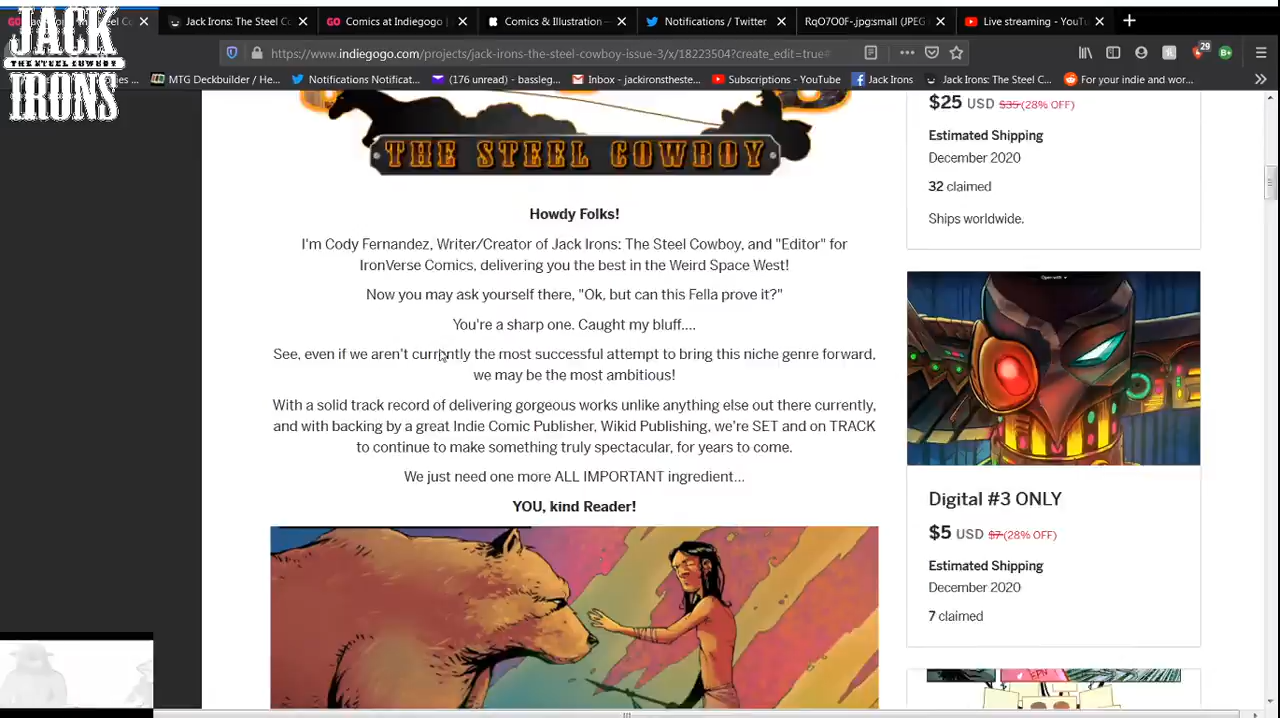 JACK
THE STEEL COWBOY
IRONS
Jack Irons: The Steel Co
Comics at Indiegogo
Comics & Illustration —
Notifications / Twitter
RqO7O0F-.jpg:small (JPEG
Live streaming - YouTu
https://www.indiegogo.com/projects/jack-irons-the-steel-cowboy-issue-3/x/18223504?create_edit=true#
29
MTG Deckbuilder / He...
Notifications Notificat...
(176 unread) - bassleg...
Inbox - jackironsthest...
Subscriptions - YouTube
Jack Irons
Jack Irons: The Steel C...
For your indie and wor...
THE STEEL COWBOY
Howdy Folks!
I'm Cody Fernandez, Writer/Creator of Jack Irons: The Steel Cowboy, and "Editor" for
IronVerse Comics, delivering you the best in the Weird Space West!
Now you may ask yourself there, "Ok, but can this Fella prove it?"
You're a sharp one. Caught my bluff....
See, even if we aren't currently the most successful attempt to bring this niche genre forward,
we may be the most ambitious!
With a solid track record of delivering gorgeous works unlike anything else out there currently,
and with backing by a great Indie Comic Publisher, Wikid Publishing, we're SET and on TRACK
to continue to make something truly spectacular, for years to come.
We just need one more ALL IMPORTANT ingredient...
YOU, kind Reader!
$25 USD $35 (28% OFF)
Estimated Shipping
December 2020
32 claimed
Ships worldwide.
Open with
Digital #3 ONLY
$5 USD $7 (28% OFF)
Estimated Shipping
December 2020
7 claimed